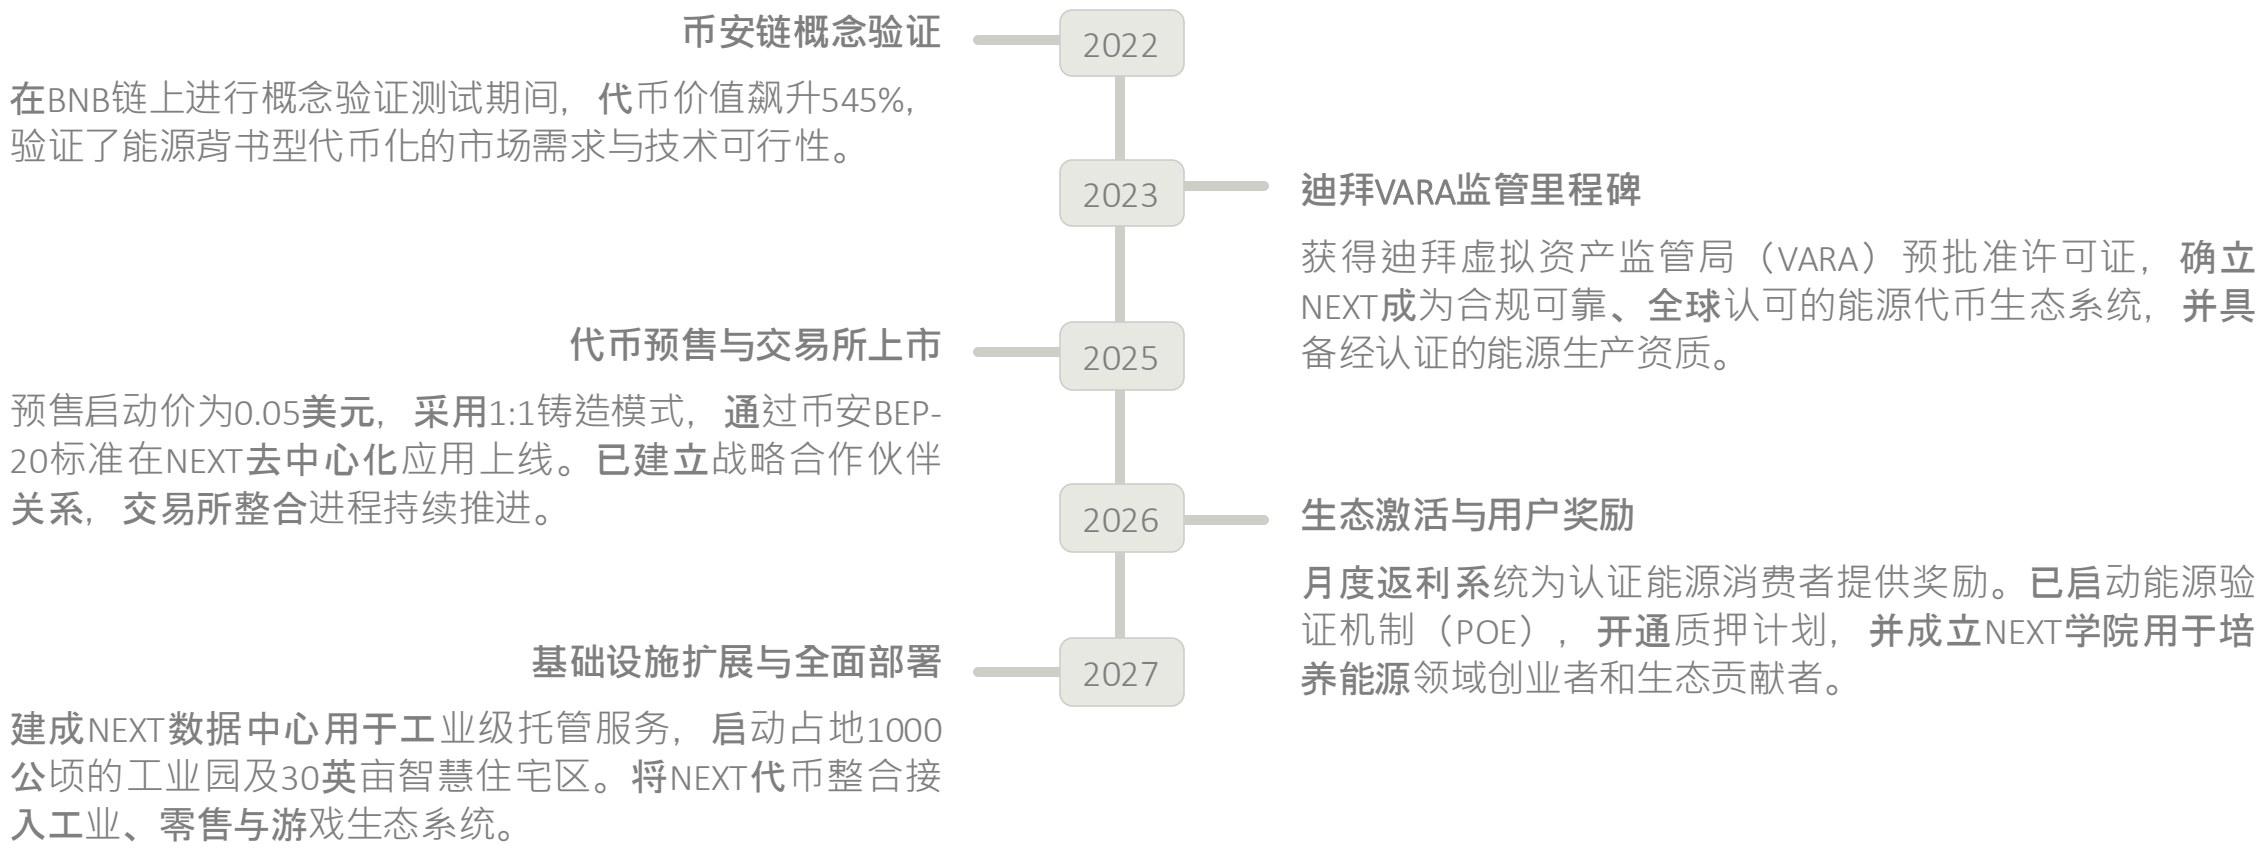 币安链概念验证
2022
在BNB链上进行概念验证测试期间，代币价值飙升545%，
验证了能源背书型代币化的市场需求与技术可行性。
2023
迪拜VARA监管里程碑
获得迪拜虚拟资产监管局（VARA）预批准许可证，确立
NEXT成为合规可靠、全球认可的能源代币生态系统，并具
备经认证的能源生产资质。
代币预售与交易所上市
2025
预售启动价为0.05美元，采用1:1铸造模式，通过币安BEP-
20标准在NEXT去中心化应用上线。已建立战略合作伙伴
关系，交易所整合进程持续推进。
2026
生态激活与用户奖励
月度返利系统为认证能源消费者提供奖励。已启动能源验
证机制（POE），开通质押计划，并成立NEXT学院用于培
养能源领域创业者和生态贡献者。
基础设施扩展与全面部署
2027
建成NEXT数据中心用于工业级托管服务，启动占地1000
公顷的工业园及30英亩智慧住宅区。将NEXT代币整合接
入工业、零售与游戏生态系统。